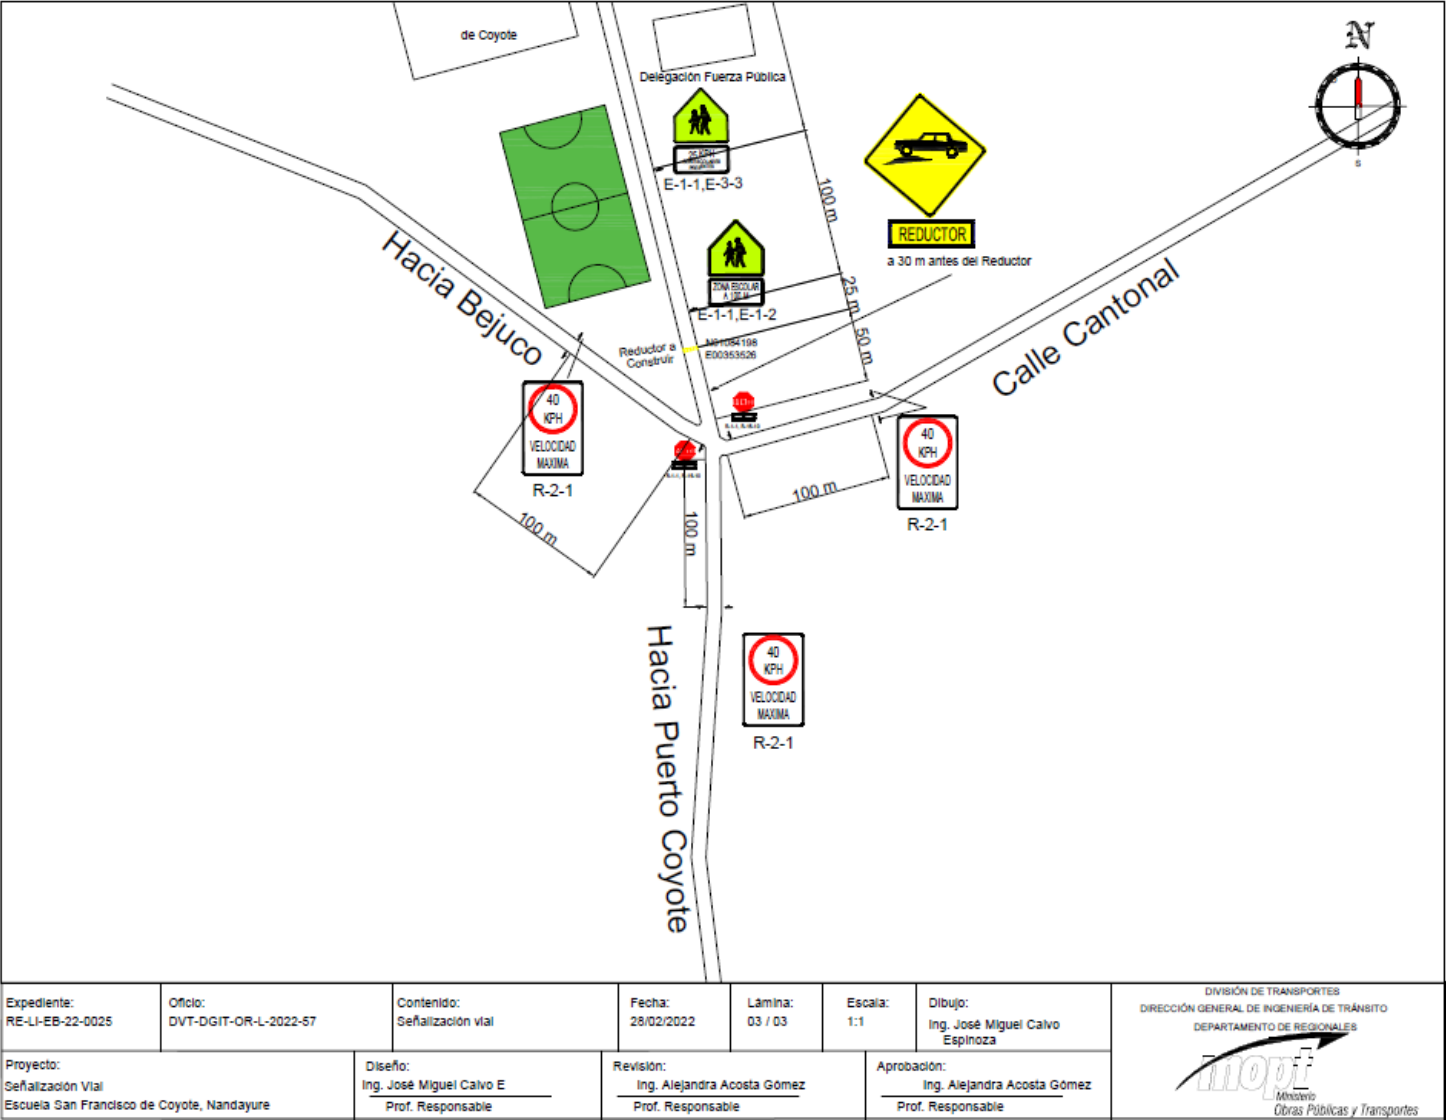 de Coyote
Delegación Fuerza Pública
N
S
25 KPH
E-1-1,E-3-3
100 m
REDUCTOR
a 30 m antes del Reductor
ZONA ESCOLAR
A 100 M
E-1-1,E-1-2
25 m
50 m
Hacia Bejuco
Calle Cantonal
Reductor a
Construir
N01084198
E00353526
40
KPH
VELOCIDAD
MAXIMA
R-2-1
100 m
40
KPH
VELOCIDAD
MAXIMA
R-2-1
100 m
100 m
40
KPH
VELOCIDAD
MAXIMA
R-2-1
Hacia Puerto Coyote
Expediente:
RE-LI-EB-22-0025
Oficio:
DVT-DGIT-OR-L-2022-57
Contenido:
Señalización vial
Fecha:
28/02/2022
Lámina:
03 / 03
Escala:
1:1
Dibujo:
Ing. José Miguel Calvo
Espinoza
Proyecto:
Señalización Vial
Escuela San Francisco de Coyote, Nandayure
Diseño:
Ing. José Miguel Calvo E
Prof. Responsable
Revisión:
Ing. Alejandra Acosta Gómez
Prof. Responsable
Aprobación:
Ing. Alejandra Acosta Gómez
Prof. Responsable
DIVISIÓN DE TRANSPORTES
DIRECCIÓN GENERAL DE INGENIERÍA DE TRÁNSITO
DEPARTAMENTO DE REGIONALES
mopt
Ministerio
Obras Públicas y Transportes